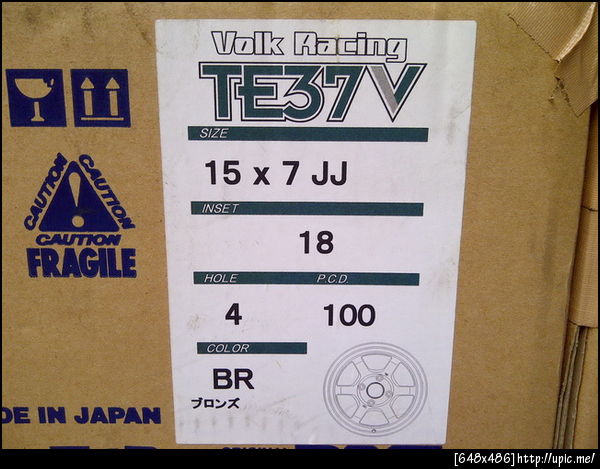 Volk Racing
TE37V
SIZE
15 x 7 JJ
INSET
18
HOLE P.C.D.
4 100
COLOR
BR
ブロンズ
CAUTION
CAUTION
CAUTION
FRAGILE
DE IN JAPAN
[648x486]http://upic.me/